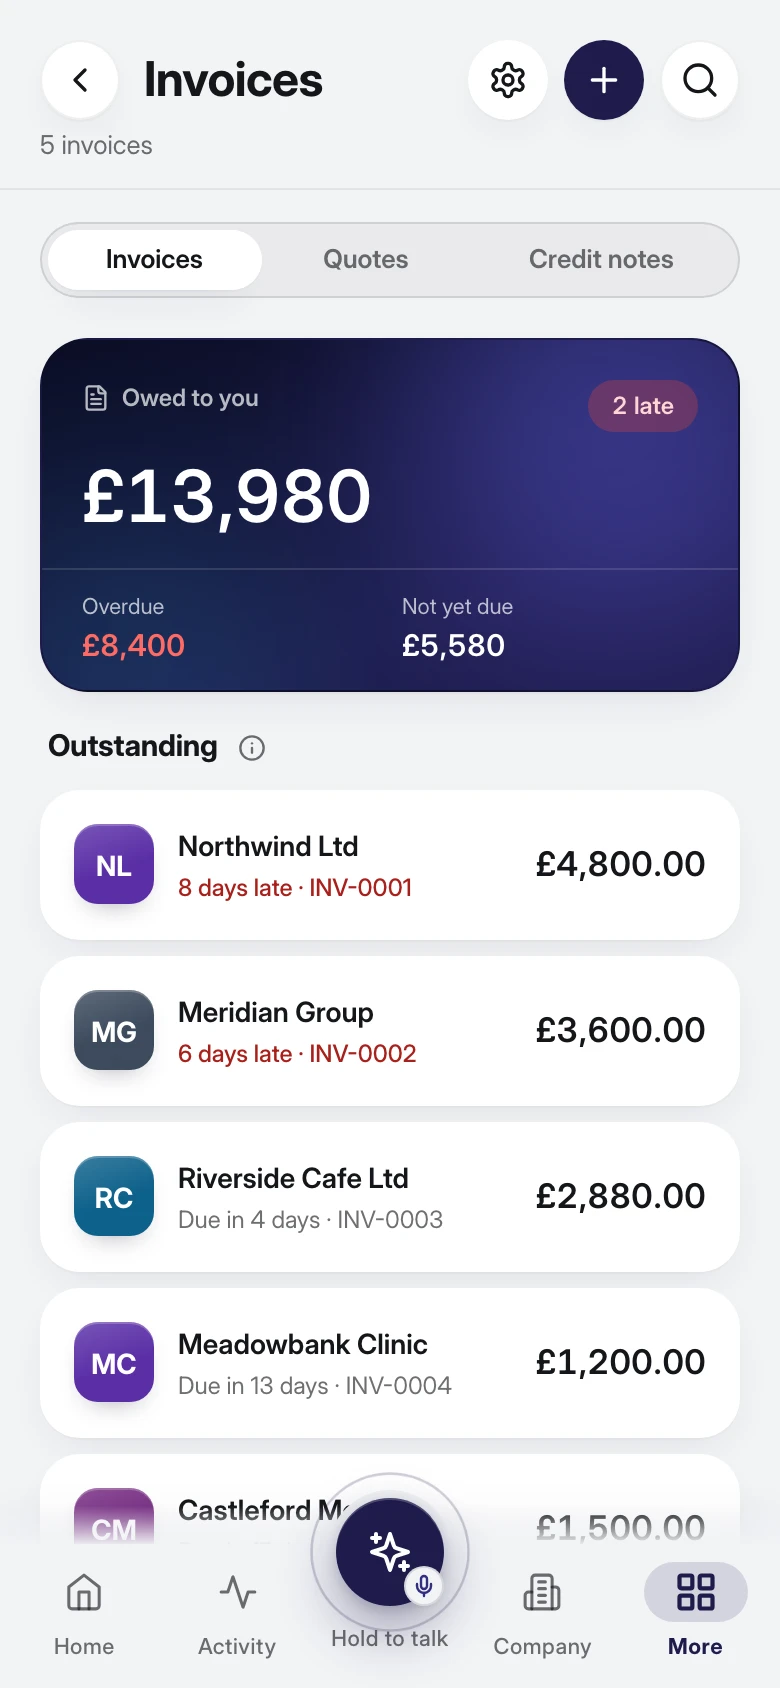 Invoices
5 invoices
Invoices
Quotes
Credit notes
Owed to you
2 late
£13,980
Overdue
Not yet due
£8,400
£5,580
Outstanding
NL
Northwind Ltd
8 days late · INV-0001
£4,800.00
MG
Meridian Group
6 days late · INV-0002
£3,600.00
RC
Riverside Cafe Ltd
Due in 4 days · INV-0003
£2,880.00
MC
Meadowbank Clinic
Due in 13 days · INV-0004
£1,200.00
CM
Castleford
£1,500.00
Home
Activity
Hold to talk
Company
More